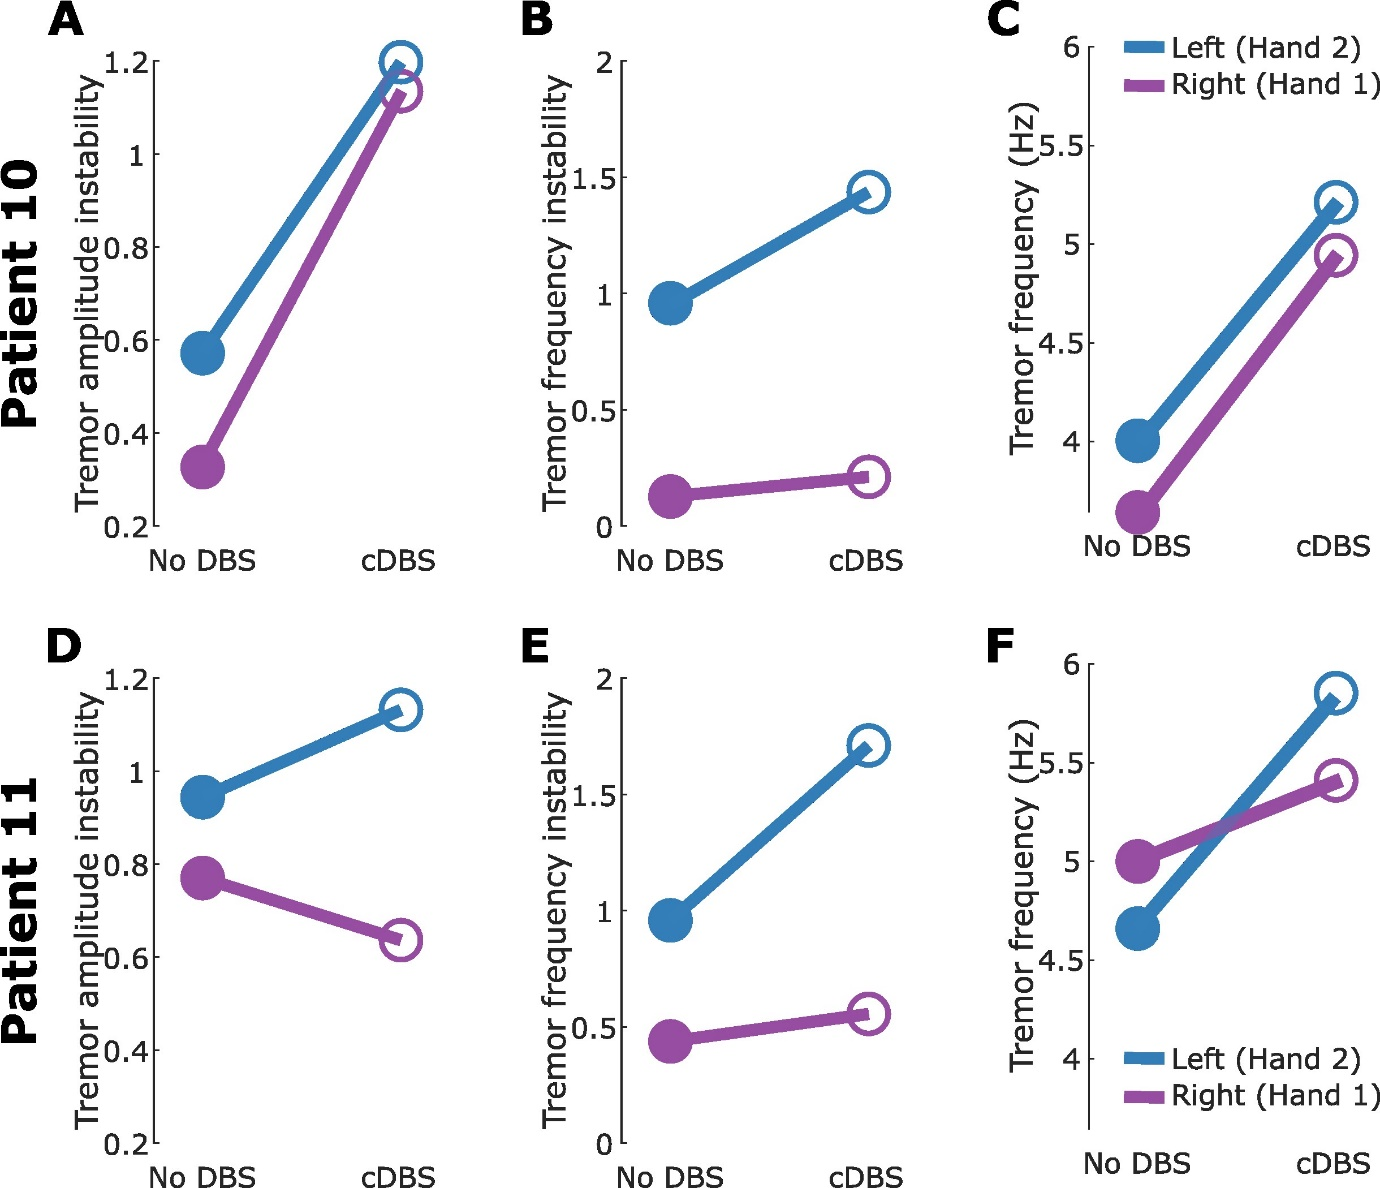 Patient 10
A
Tremor amplitude instability
1.2
1
0.8
0.6
0.4
0.2
No DBS cDBS
B
Tremor frequency instability
2
1.5
1
0.5
0
No DBS cDBS
C
Tremor frequency (Hz)
6
5.5
5
4.5
4
Left (Hand 2)
Right (Hand 1)
No DBS cDBS
Patient 11
D
Tremor amplitude instability
1.2
1
0.8
0.6
0.4
0.2
No DBS cDBS
E
Tremor frequency instability
2
1.5
1
0.5
0
No DBS cDBS
F
Tremor frequency (Hz)
6
5.5
5
4.5
4
Left (Hand 2)
Right (Hand 1)
No DBS cDBS